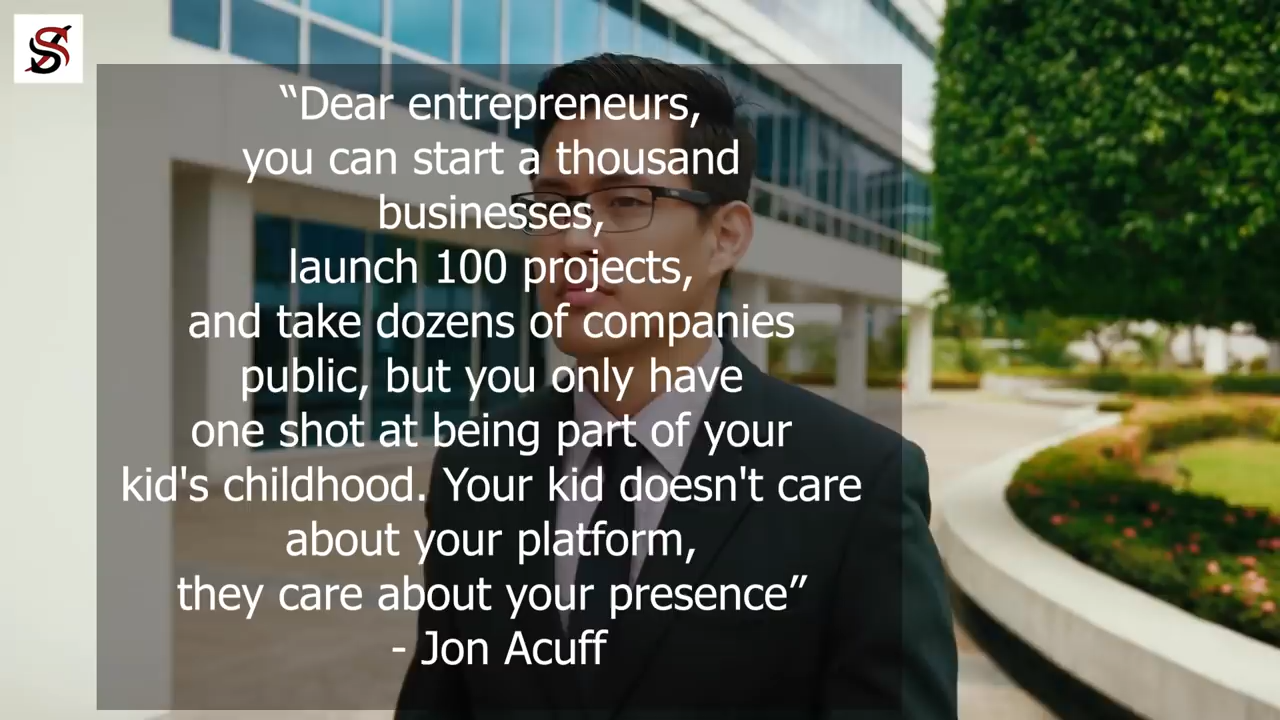 “Dear entrepreneurs,
you can start a thousand
businesses,
launch 100 projects,
and take dozens of companies
public, but you only have
one shot at being part of your
kid's childhood. Your kid doesn't care
about your platform,
they care about your presence”
- Jon Acuff